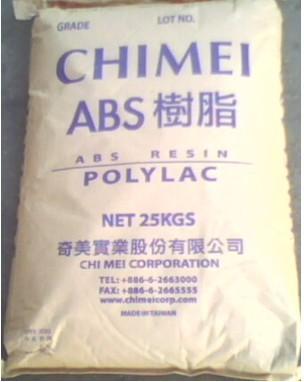 GRADE LOT NO.
CHIMEI
ABS 樹脂
ABS RESIN
POLYLAC
NET 25KGS
奇美實業股份有限公司
CHI MEI CORPORATION
TEL: +886-6-2663000
FAX: +886-6-2665555
www.chimeicorp.com
MADE IN TAIWAN